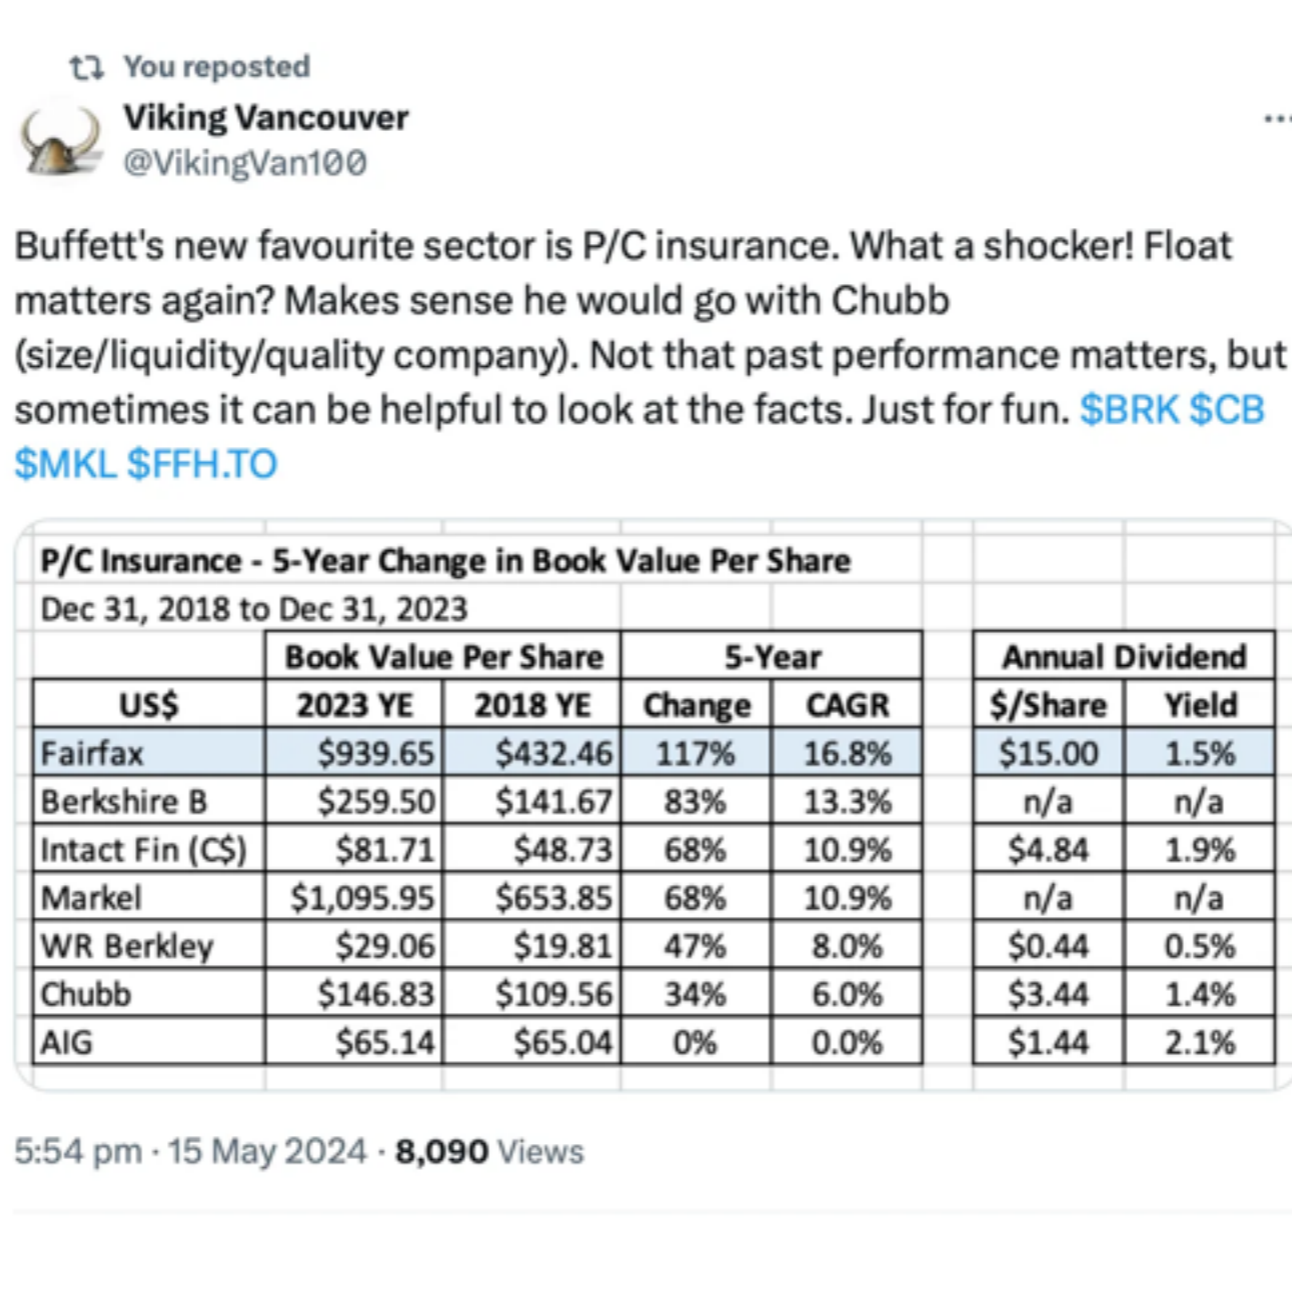 You reposted
Viking Vancouver
@VikingVan100
Buffett's new favourite sector is P/C insurance. What a shocker! Float
matters again? Makes sense he would go with Chubb
(size/liquidity/quality company). Not that past performance matters, but
sometimes it can be helpful to look at the facts. Just for fun. $BRK $CB
$MKL $FFH.TO
P/C Insurance - 5-Year Change in Book Value Per Share
Dec 31, 2018 to Dec 31, 2023
Book Value Per Share 5-Year Annual Dividend
US$ 2023 YE 2018 YE Change CAGR $/Share Yield
Fairfax $939.65 $432.46 117% 16.8% $15.00 1.5%
Berkshire B $259.50 $141.67 83% 13.3% n/a n/a
Intact Fin (C$) $81.71 $48.73 68% 10.9% $4.84 1.9%
Markel $1,095.95 $653.85 68% 10.9% n/a n/a
WR Berkley $29.06 $19.81 47% 8.0% $0.44 0.5%
Chubb $146.83 $109.56 34% 6.0% $3.44 1.4%
AIG $65.14 $65.04 0% 0.0% $1.44 2.1%
5:54 pm · 15 May 2024 · 8,090 Views